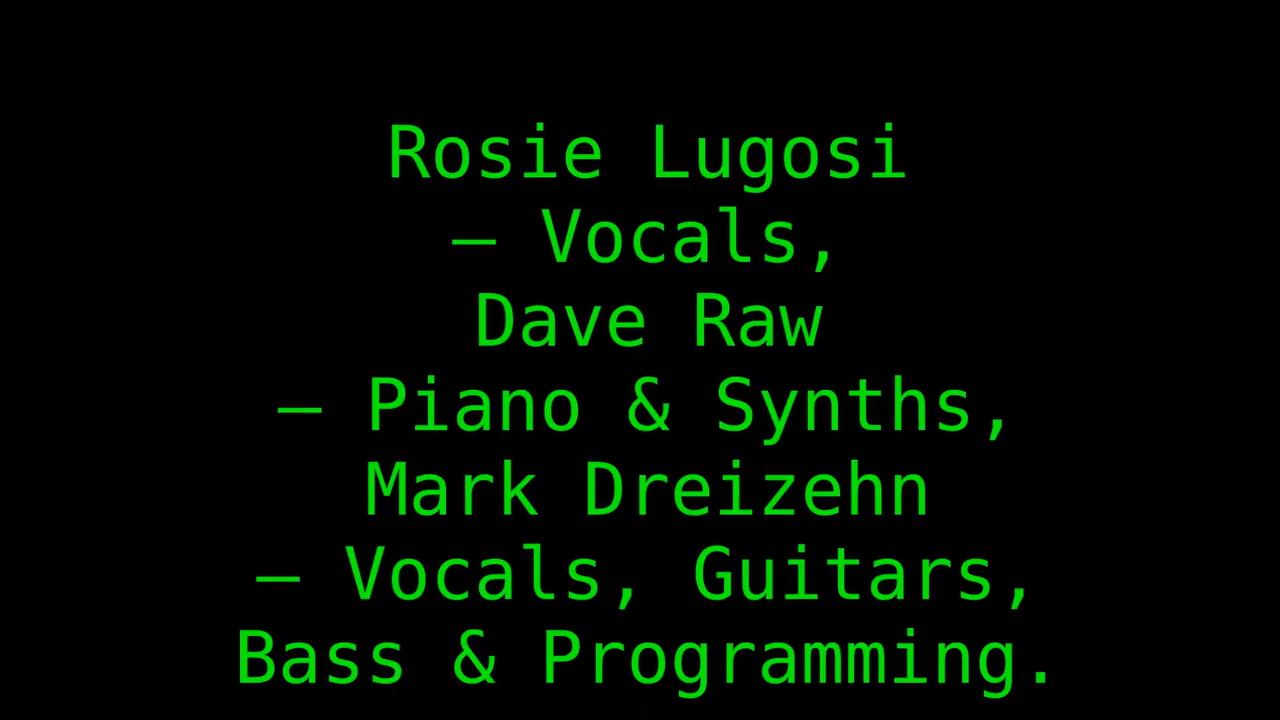 Rosie Lugosi
– Vocals,
Dave Raw
– Piano & Synths,
Mark Dreizehn
– Vocals, Guitars,
Bass & Programming.